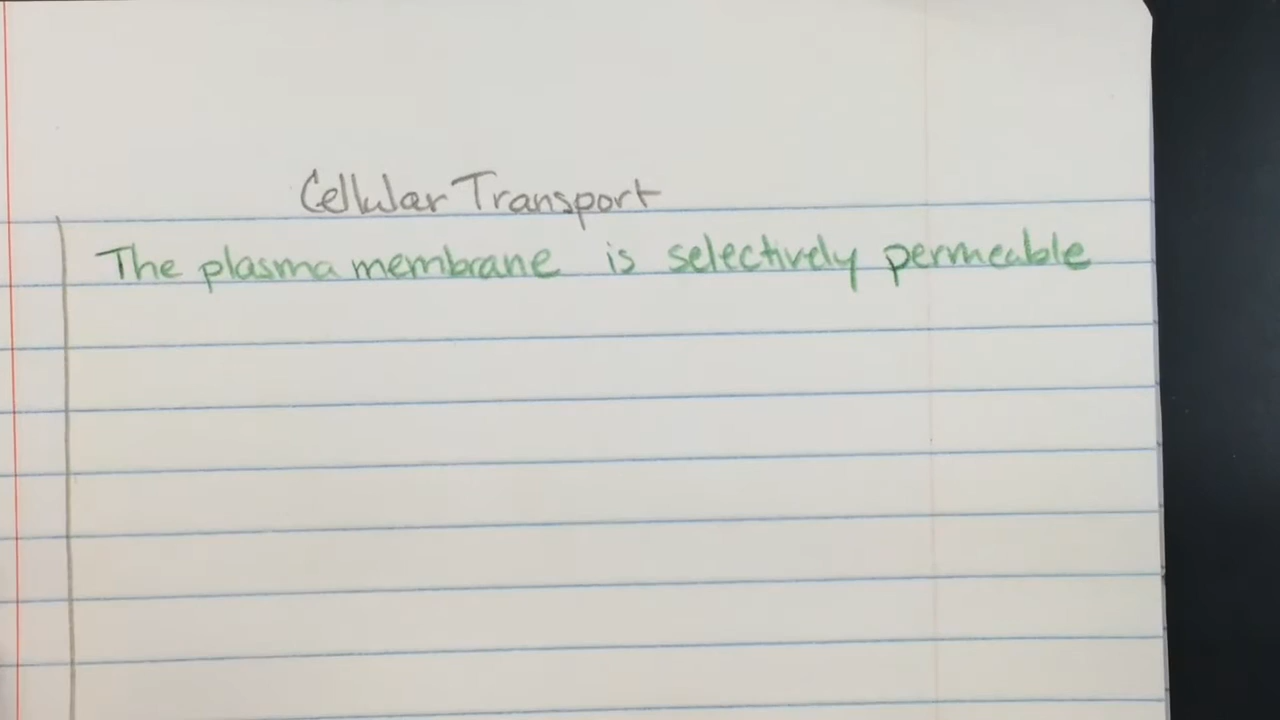 Cellular Transport
The plasma membrane is selectively permeable